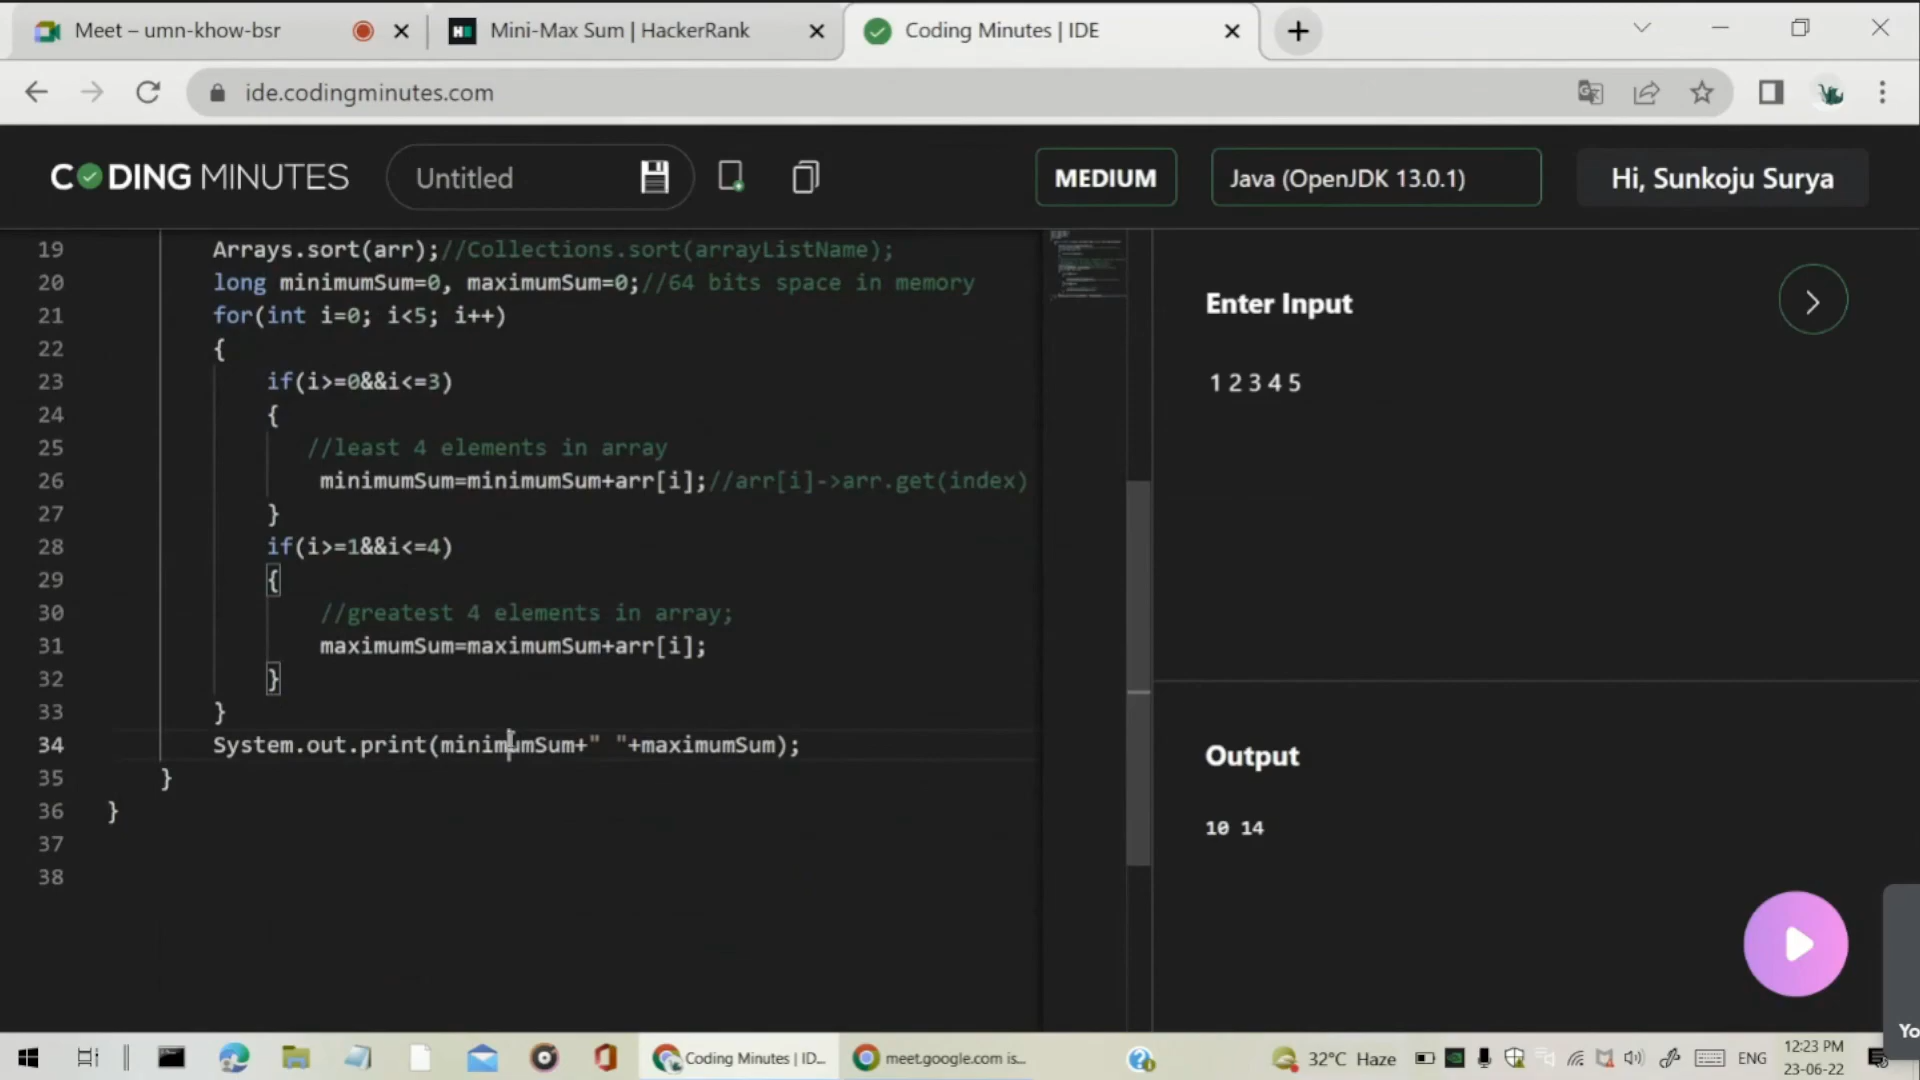 Meet – umn-khow-bsr
Mini-Max Sum | HackerRank
Coding Minutes | IDE
ide.codingminutes.com
CODING MINUTES
Untitled
MEDIUM
Java (OpenJDK 13.0.1)
Hi, Sunkoju Surya
19 Arrays.sort(arr);//Collections.sort(arrayListName);
20 long minimumSum=0, maximumSum=0;//64 bits space in memory
21 for(int i=0; i<5; i++)
22 {
23 if(i>=0&&i<=3)
24 {
25 //least 4 elements in array
26 minimumSum=minimumSum+arr[i];//arr[i]->arr.get(index)
27 }
28 if(i>=1&&i<=4)
29 {
30 //greatest 4 elements in array;
31 maximumSum=maximumSum+arr[i];
32 }
33 }
34 System.out.print(minimumSum+" "+maximumSum);
35 }
36 }
37
38
Enter Input
1 2 3 4 5
Output
10 14
Yo
Coding Minutes | ID...
meet.google.com is...
32°C Haze
ENG
12:23 PM
23-06-22